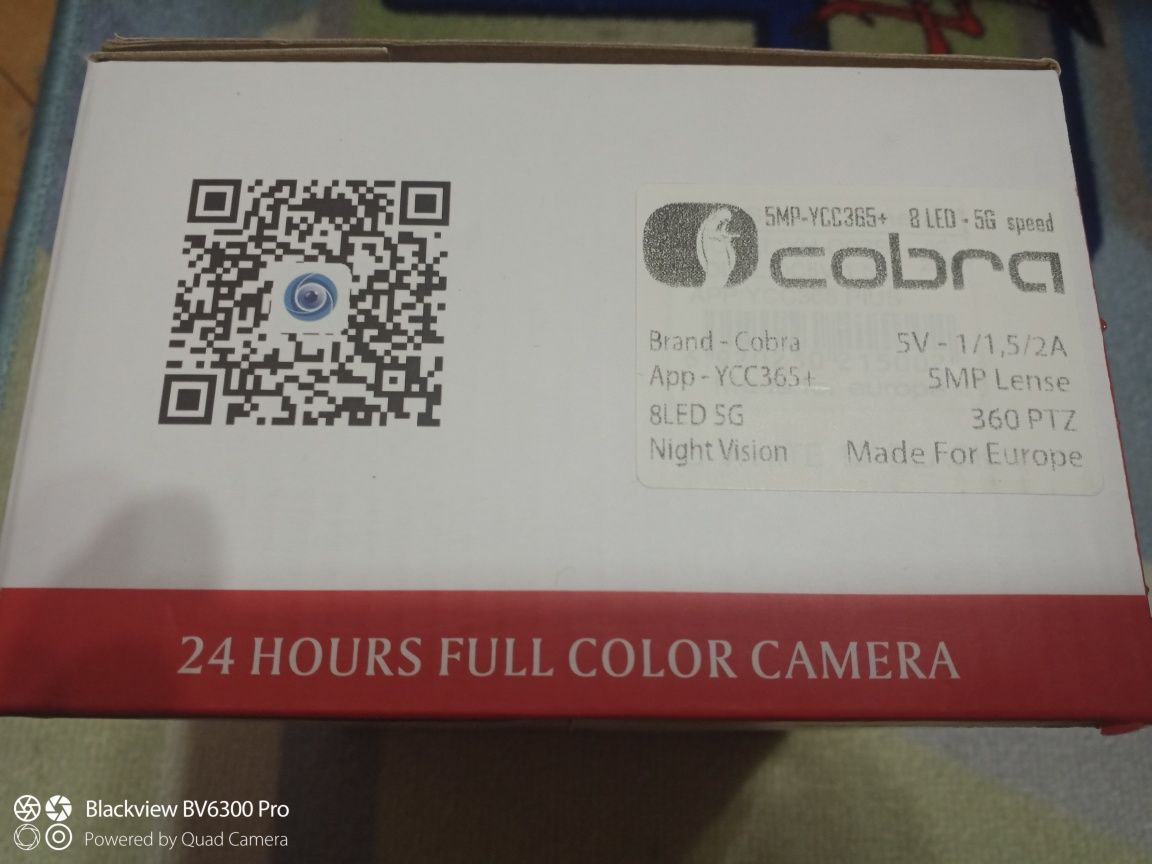 5MP-YCC365+ 8 LED - 5G speed
cobra
Brand - Cobra 5V - 1/1,5/2A
App - YCC365+ 5MP Lense
8LED 5G 360 PTZ
Night Vision Made For Europe
24 HOURS FULL COLOR CAMERA
Blackview BV6300 Pro
Powered by Quad Camera